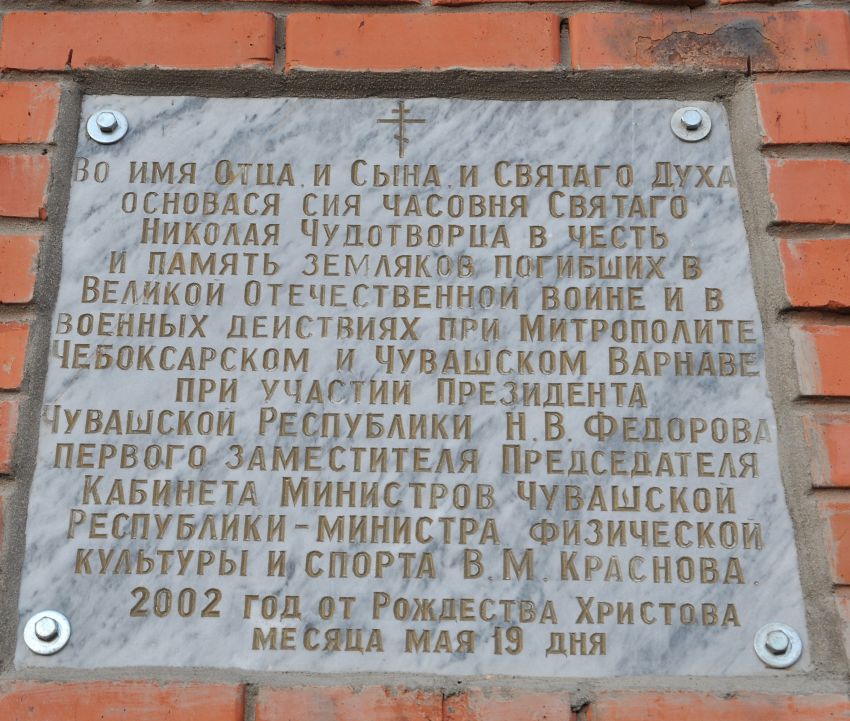 Во имя Отца, и Сына, и Святаго Духа
основася сия часовня Святаго
Николая Чудотворца в честь
и память земляков погибших в
Великой Отечественной воине и в
военных деиствиях при Митрополите
Чебоксарском и Чувашском Варнаве
при участии Президента
Чувашской Республики Н.В. Федорова
первого заместителя Председателя
Кабинета Министров Чувашской
Республики-министра физической
культуры и спорта В.М. Краснова.
2002 год от Рождества Христова
месяца мая 19 дня